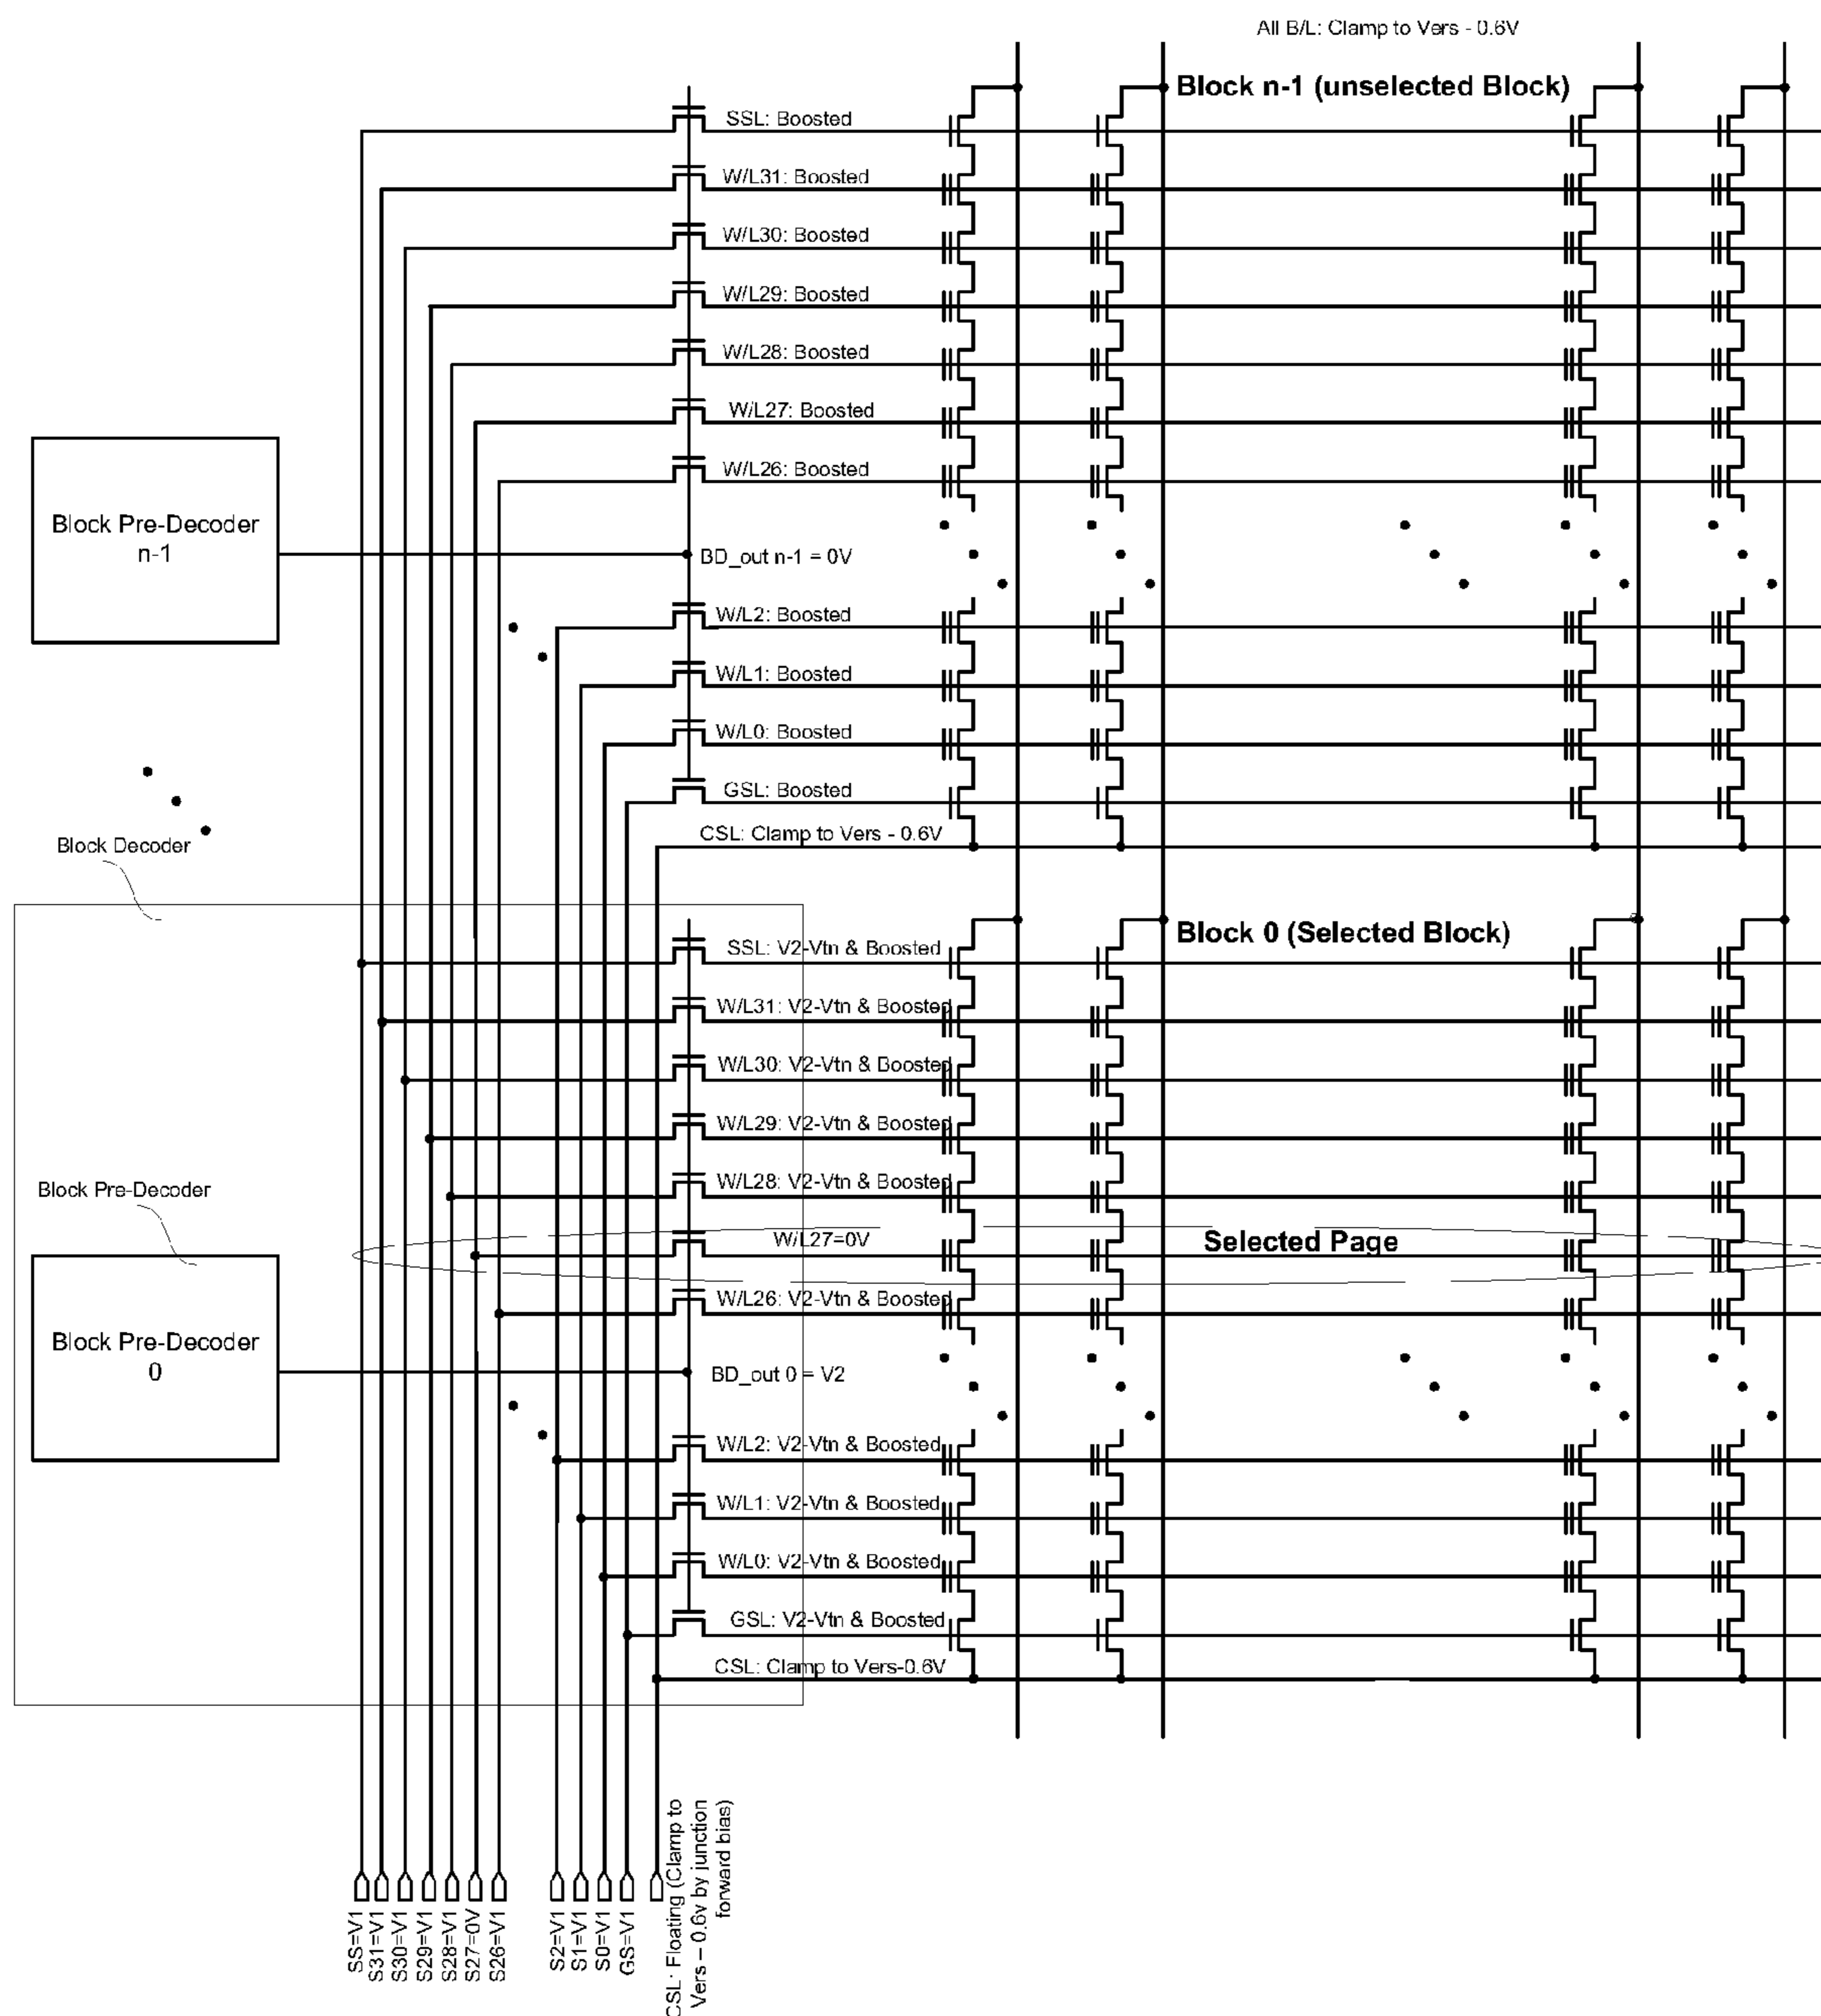 All B/L: Clamp to Vers - 0.6V
Block n-1 (unselected Block)
SSL: Boosted
W/L31: Boosted
W/L30: Boosted
W/L29: Boosted
W/L28: Boosted
W/L27: Boosted
W/L26: Boosted
Block Pre-Decoder
n-1
BD_out n-1 = 0V
W/L2: Boosted
W/L1: Boosted
W/L0: Boosted
GSL: Boosted
CSL: Clamp to Vers - 0.6V
Block Decoder
Block 0 (Selected Block)
SSL: V2-Vtn & Boosted
W/L31: V2-Vtn & Boosted
W/L30: V2-Vtn & Boosted
W/L29: V2-Vtn & Boosted
W/L28: V2-Vtn & Boosted
Block Pre-Decoder
W/L27=0V
Selected Page
W/L26: V2-Vtn & Boosted
Block Pre-Decoder
0
BD_out 0 = V2
W/L2: V2-Vtn & Boosted
W/L1: V2-Vtn & Boosted
W/L0: V2-Vtn & Boosted
GSL: V2-Vtn & Boosted
CSL: Clamp to Vers-0.6V
SS=V1
S31=V1
S30=V1
S29=V1
S28=V1
S27=0V
S26=V1
S2=V1
S1=V1
S0=V1
GS=V1
CSL: Floating (Clamp to
Vers – 0.6v by junction
forward bias)